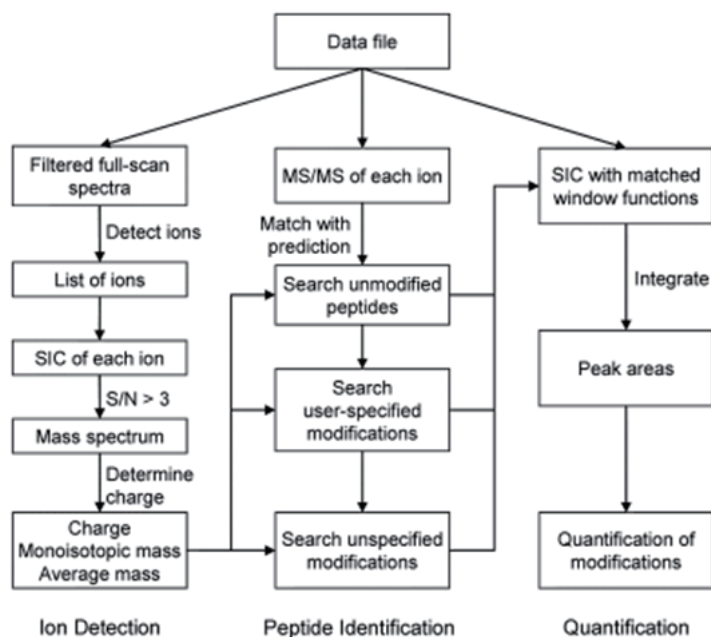 Data file
Filtered full-scan
spectra
Detect ions
List of ions
SIC of each ion
S/N > 3
Mass spectrum
Determine
charge
Charge
Monoisotopic mass
Average mass
Ion Detection
MS/MS of each ion
Match with
prediction
Search unmodified
peptides
Search
user-specified
modifications
Search unspecified
modifications
Peptide Identification
SIC with matched
window functions
Integrate
Peak areas
Quantification of
modifications
Quantification